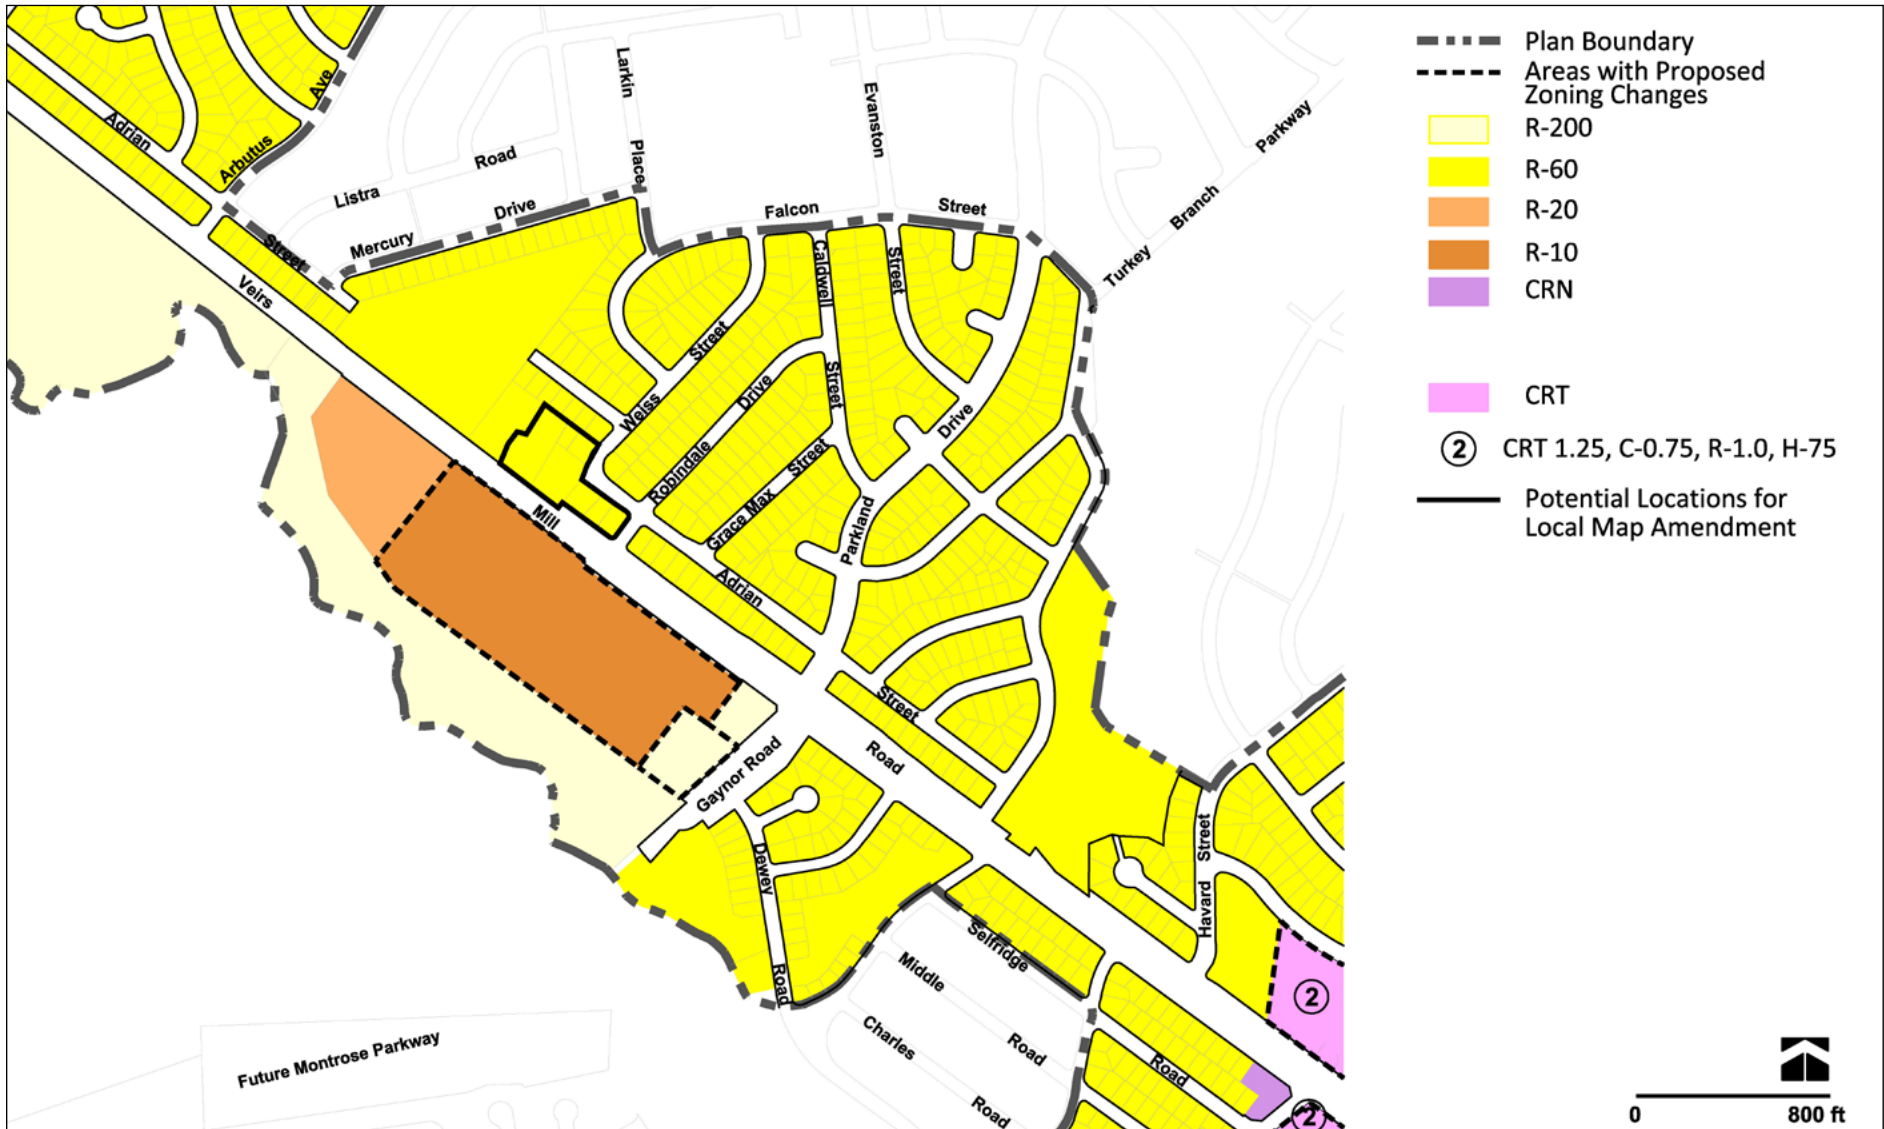 Plan Boundary
Areas with Proposed
Zoning Changes
R-200
R-60
R-20
R-10
CRN
CRT
2 CRT 1.25, C-0.75, R-1.0, H-75
Potential Locations for
Local Map Amendment
Adrian
Arbutus
Ave
Street
Veirs
Listra
Road
Mercury
Drive
Larkin
Place
Evanston
Falcon
Street
Parkway
Branch
Turkey
Caldwell
Street
Street
Weiss
Street
Robindale
Drive
Grace Max
Street
Parkland
Drive
Mill
Adrian
Street
Road
Gaynor Road
Dewey
Road
Havard
Street
Selfridge
Road
Middle
Road
Charles
Road
Future Montrose Parkway
2
2
0
800 ft